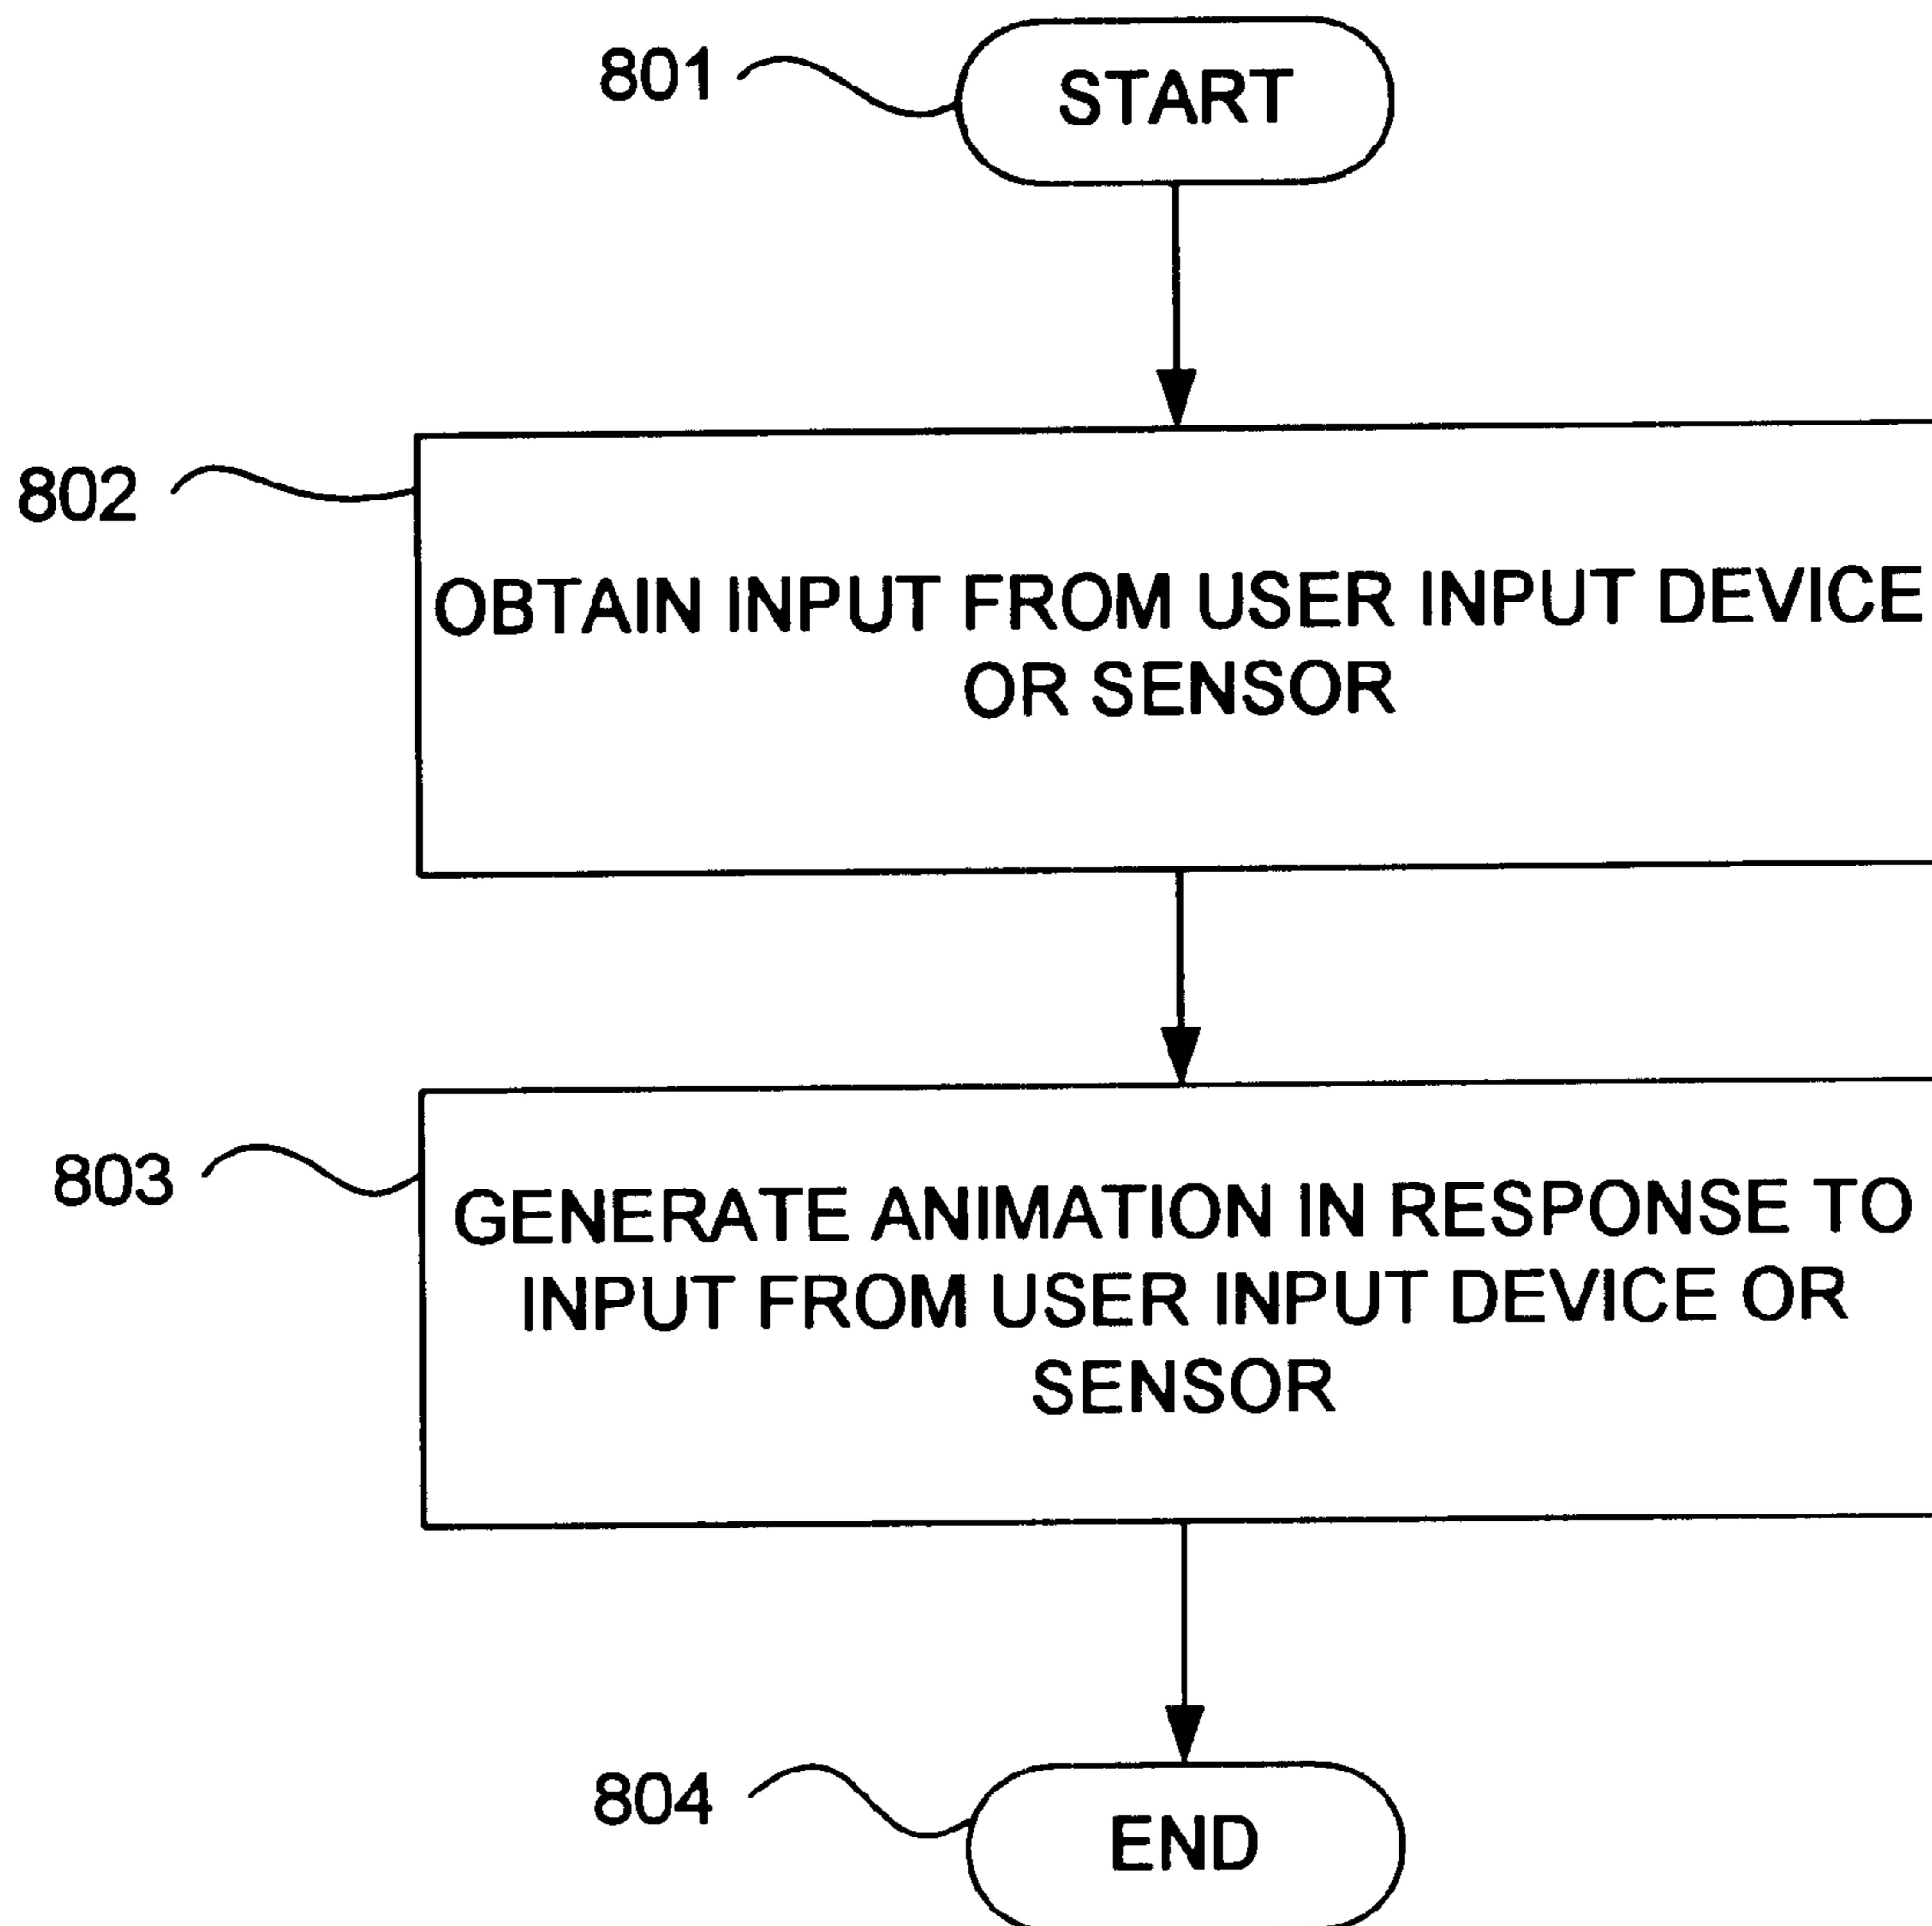 801
START
802
OBTAIN INPUT FROM USER INPUT DEVICE
OR SENSOR
803
GENERATE ANIMATION IN RESPONSE TO
INPUT FROM USER INPUT DEVICE OR
SENSOR
804
END